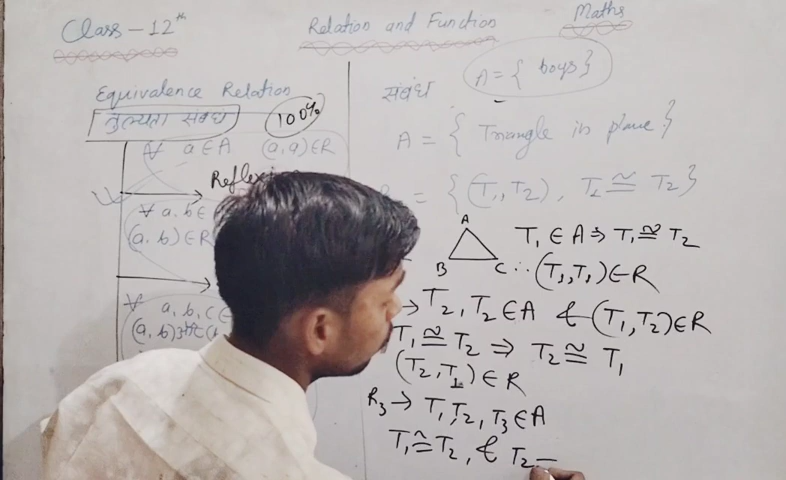 Class-12th
Relation and Function
Maths
Equivalence Relation
तुल्यता संबंध
100%
∀ a∈A (a,a)∈R
Reflexi
∀ a,b∈
(a,b)∈R
∀ a,b,c∈
(a,b)और(
A={ boys}
संबंध
A = { Triangle in plane }
= {(T₁,T₂), T₁≅T₂}
A
B
C
T₁∈A⇒T₁≅T₂
∴(T₁,T₁)∈R
→T₂,T₂∈A & (T₁,T₂)∈R
T₁≅T₂ ⇒ T₂≅T₁
(T₂,T₁)∈R
R₃→T₁,T₂,T₃∈A
T₁≅T₂, & T₂